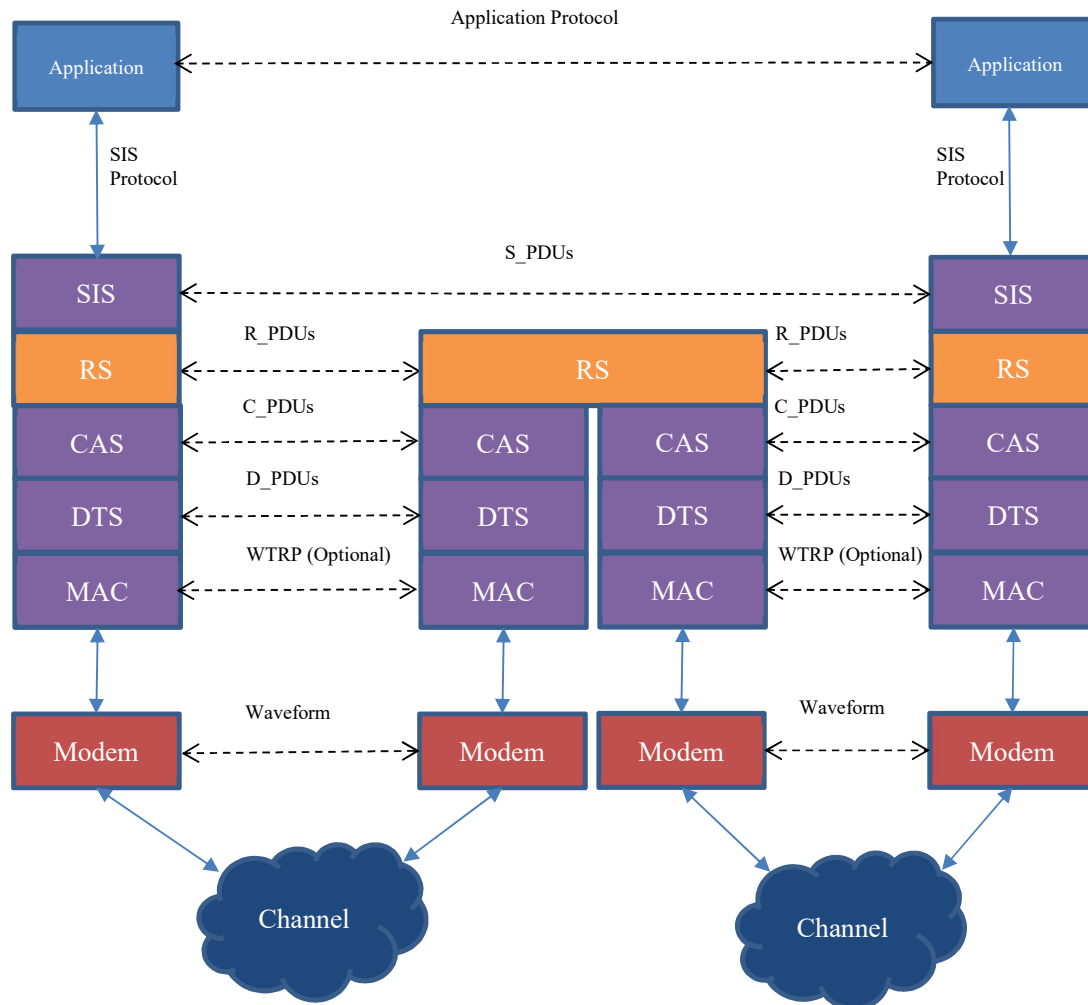 Application Protocol
Application
Application
SIS
Protocol
SIS
Protocol
S_PDUs
SIS
SIS
R_PDUs
R_PDUs
RS
RS
RS
C_PDUs
C_PDUs
CAS
CAS
CAS
CAS
D_PDUs
D_PDUs
DTS
DTS
DTS
DTS
WTRP (Optional)
WTRP (Optional)
MAC
MAC
MAC
MAC
Waveform
Waveform
Modem
Modem
Modem
Modem
Channel
Channel